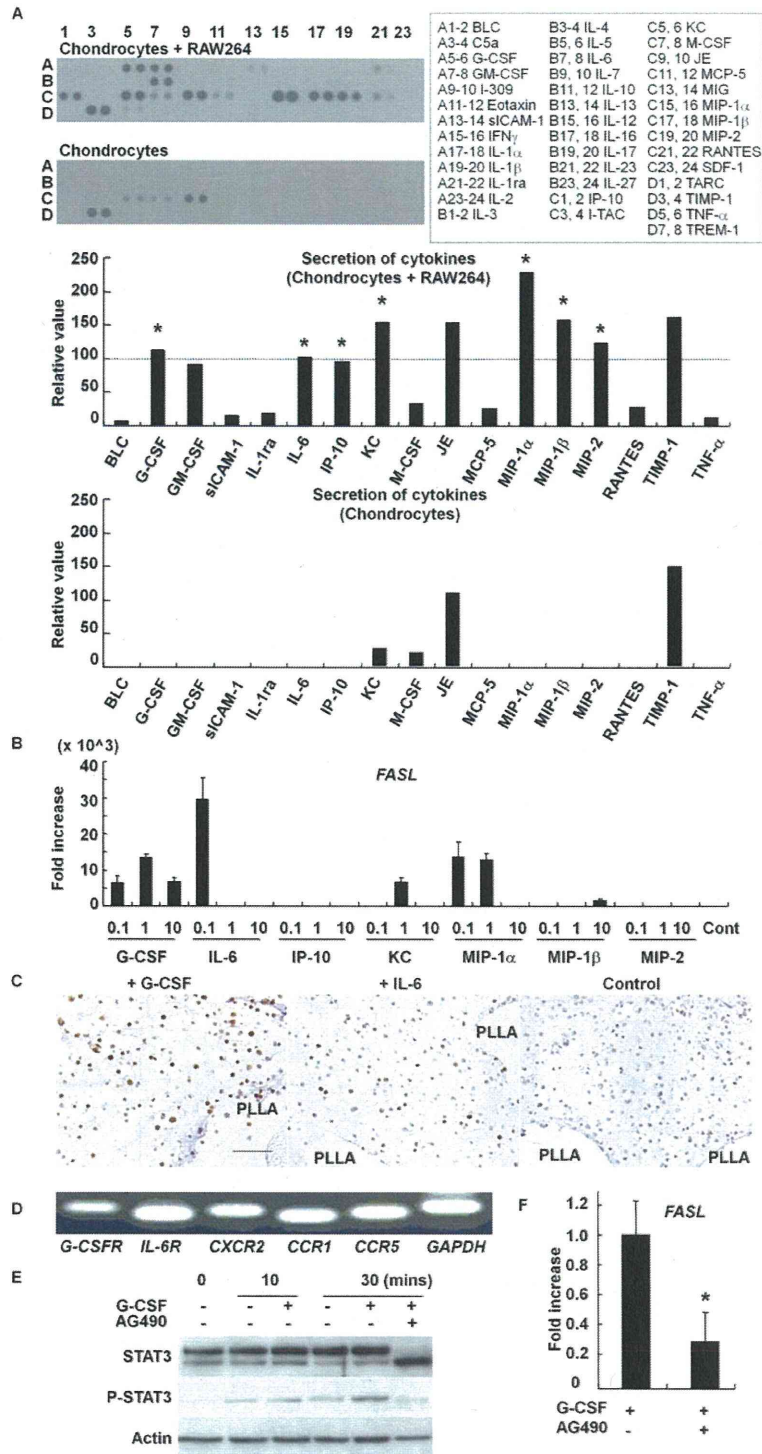 A
1 3 5 7 9 11 13 15 17 19 21 23
Chondrocytes + RAW264
A
B
C
D
Chondrocytes
A
B
C
D
A1-2 BLC
A3-4 C5a
A5-6 G-CSF
A7-8 GM-CSF
A9-10 I-309
A11-12 Eotaxin
A13-14 sICAM-1
A15-16 IFNγ
A17-18 IL-1α
A19-20 IL-1β
A21-22 IL-1ra
A23-24 IL-2
B1-2 IL-3
B3-4 IL-4
B5, 6 IL-5
B7, 8 IL-6
B9, 10 IL-7
B11, 12 IL-10
B13, 14 IL-13
B15, 16 IL-12
B17, 18 IL-16
B19, 20 IL-17
B21, 22 IL-23
B23, 24 IL-27
C1, 2 IP-10
C3, 4 I-TAC
C5, 6 KC
C7, 8 M-CSF
C9, 10 JE
C11, 12 MCP-5
C13, 14 MIG
C15, 16 MIP-1α
C17, 18 MIP-1β
C19, 20 MIP-2
C21, 22 RANTES
C23, 24 SDF-1
D1, 2 TARC
D3, 4 TIMP-1
D5, 6 TNF-α
D7, 8 TREM-1
Secretion of cytokines
(Chondrocytes + RAW264)
Relative value
250
200
150
100
50
0
* * * * * * *
BLC G-CSF GM-CSF sICAM-1 IL-1ra IL-6 IP-10 KC M-CSF JE MCP-5 MIP-1α MIP-1β MIP-2 RANTES TIMP-1 TNF-α
Secretion of cytokines
(Chondrocytes)
Relative value
250
200
150
100
50
0
BLC G-CSF GM-CSF sICAM-1 IL-1ra IL-6 IP-10 KC M-CSF JE MCP-5 MIP-1α MIP-1β MIP-2 RANTES TIMP-1 TNF-α
B
(x 10^3)
FASL
Fold increase
40
30
20
10
0
0.1 1 10 0.1 1 10 0.1 1 10 0.1 1 10 0.1 1 10 0.1 1 10 0.1 1 10 Cont
G-CSF IL-6 IP-10 KC MIP-1α MIP-1β MIP-2
C
+ G-CSF + IL-6 Control
PLLA
PLLA
PLLA
PLLA
PLLA
D
G-CSFR IL-6R CXCR2 CCR1 CCR5 GAPDH
E
0 10 30 (mins)
G-CSF - - + - + +
AG490 - - - - - +
STAT3
P-STAT3
Actin
F
FASL
Fold increase
1.2
1.0
0.8
0.6
0.4
0.2
0
*
G-CSF + +
AG490 - +